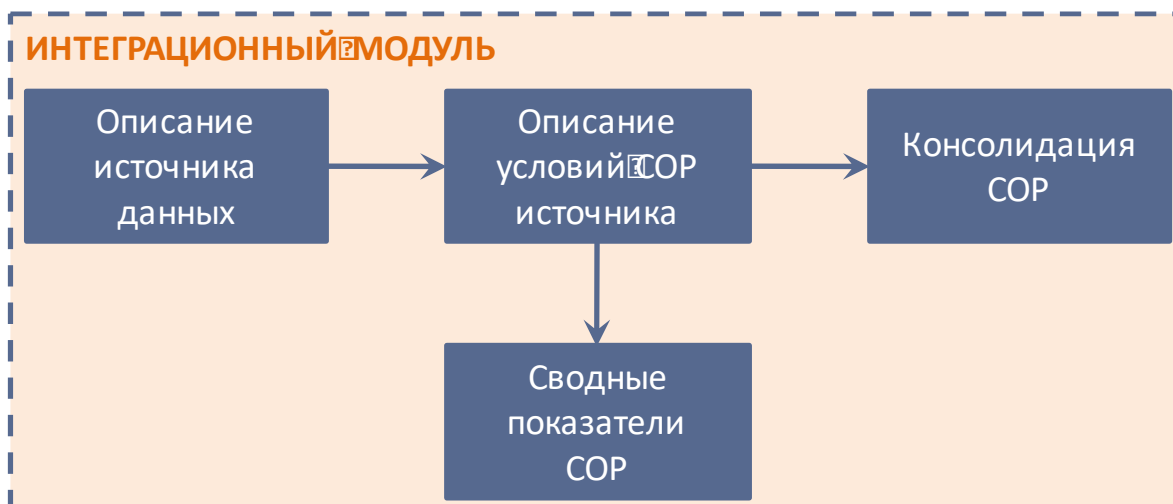 ИНТЕГРАЦИОННЫЙ МОДУЛЬ
Описание
источника
данных
Описание
условий СОР
источника
Консолидация
СОР
Сводные
показатели
СОР